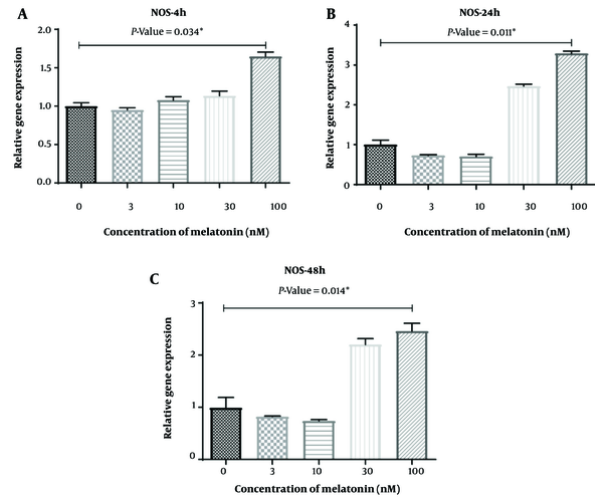 A
NOS-4h
P-Value = 0.034*
Relative gene expression
2.0
1.5
1.0
0.5
0.0
0 3 10 30 100
Concentration of melatonin (nM)
B
NOS-24h
P-Value = 0.011*
Relative gene expression
4
3
2
1
0
0 3 10 30 100
Concentration of melatonin (nM)
C
NOS-48h
P-Value = 0.014*
Relative gene expression
3
2
1
0
0 3 10 30 100
Concentration of melatonin (nM)